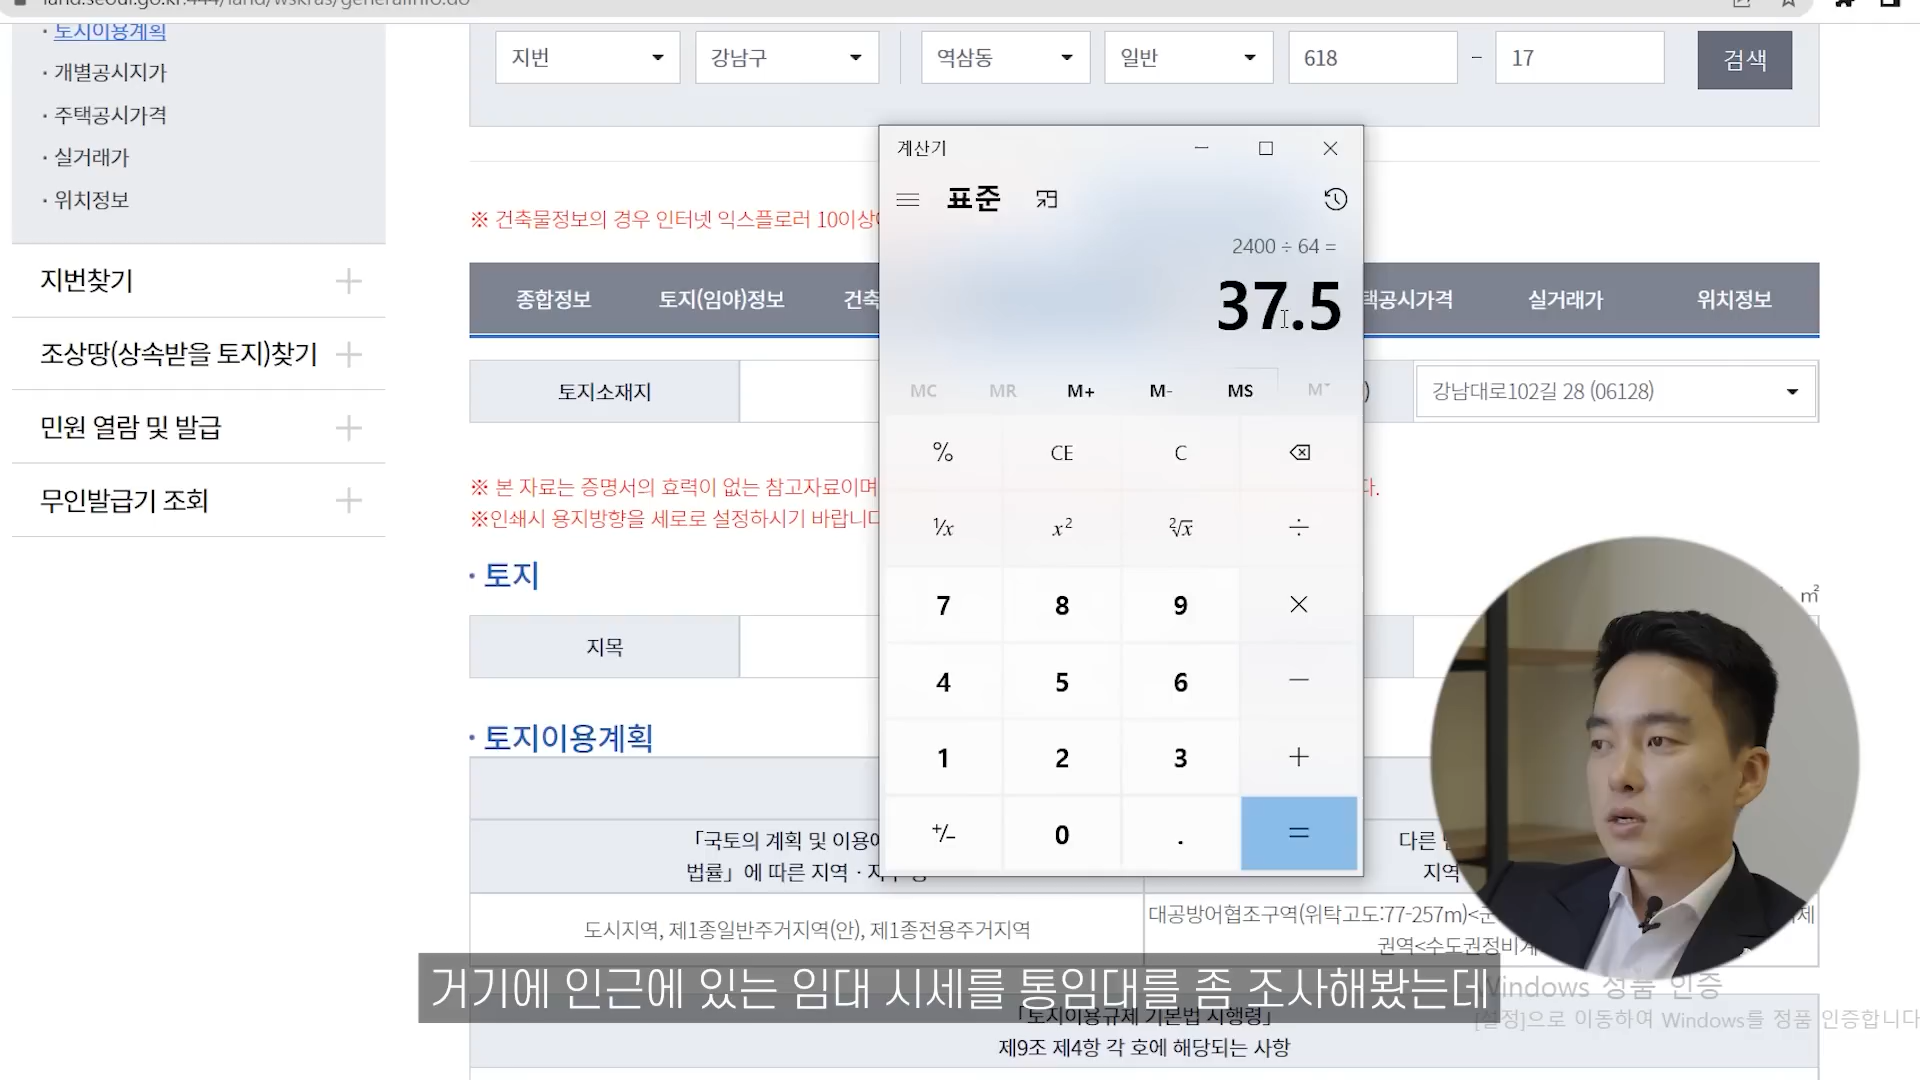 land.seoul.go.kr:444/land/wskras/generalInfo.do
· 토지이용계획
· 개별공시지가
· 주택공시가격
· 실거래가
· 위치정보
지번찾기
조상땅(상속받을 토지)찾기
민원 열람 및 발급
무인발급기 조회
지번 강남구 역삼동 일반 618 - 17 검색
※ 건축물정보의 경우 인터넷 익스플로러 10이상
종합정보 토지(임야)정보 건축 택공시가격 실거래가 위치정보
토지소재지 ) 강남대로102길 28 (06128)
※ 본 자료는 증명서의 효력이 없는 참고자료이며 다.
※인쇄시 용지방향을 세로로 설정하시기 바랍니다
· 토지
㎡
지목
· 토지이용계획
「국토의 계획 및 이용에
법률」에 따른 지역 · 지
다른
지역
도시지역, 제1종일반주거지역(안), 제1종전용주거지역
대공방어협조구역(위탁고도:77-257m)<군
권역<수도권정비계
「토지이용규제 기본법 시행령」
제9조 제4항 각 호에 해당되는 사항
계산기
표준
2400 ÷ 64 =
37.5
MC MR M+ M- MS M˅
% CE C ⌫
¹/x x² ²√x ÷
7 8 9 ×
4 5 6 −
1 2 3 +
+/- 0 . =
거기에 인근에 있는 임대 시세를 통임대를 좀 조사해봤는데
Windows 정품 인증
[설정]으로 이동하여 Windows를 정품 인증합니다